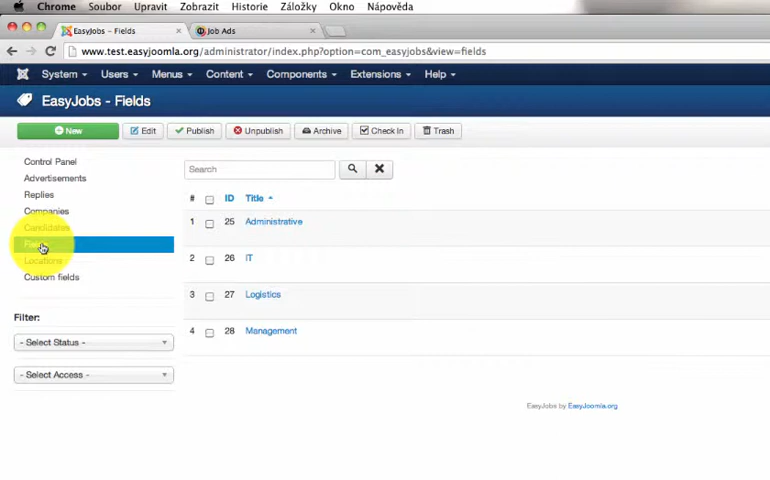 Chrome Soubor Upravit Zobrazit Historie Záložky Okno Nápověda
EasyJobs - Fields Job Ads
www.test.easyjoomla.org/administrator/index.php?option=com_easyjobs&view=fields
System Users Menus Content Components Extensions Help
EasyJobs - Fields
New Edit Publish Unpublish Archive Check In Trash
Control Panel
Advertisements
Replies
Companies
Candidates
Locations
Custom fields
Filter:
- Select Status -
- Select Access -
Search
# ID Title
1 25 Administrative
2 26 IT
3 27 Logistics
4 28 Management
EasyJobs by EasyJoomla.org